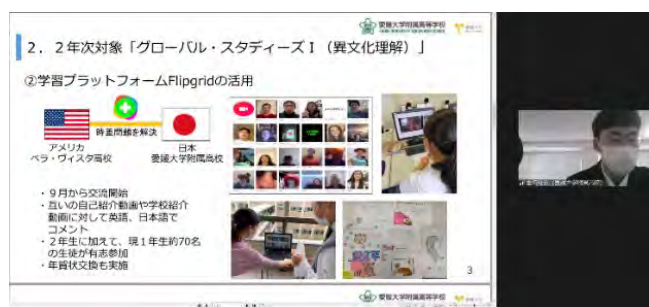 愛媛大学附属高等学校
2. 2年次対象「グローバル・スタディーズⅠ（異文化理解）」
②学習プラットフォームFlipgridの活用
時差問題を解決
アメリカ
ベラ・ヴィスタ高校
日本
愛媛大学附属高校
・９月から交流開始
・互いの自己紹介動画や学校紹介
動画に対して英語、日本語で
コメント
・２年生に加えて、現１年生約70名
の生徒が有志参加
・年賀状交換も実施
3
愛媛大学附属高等学校